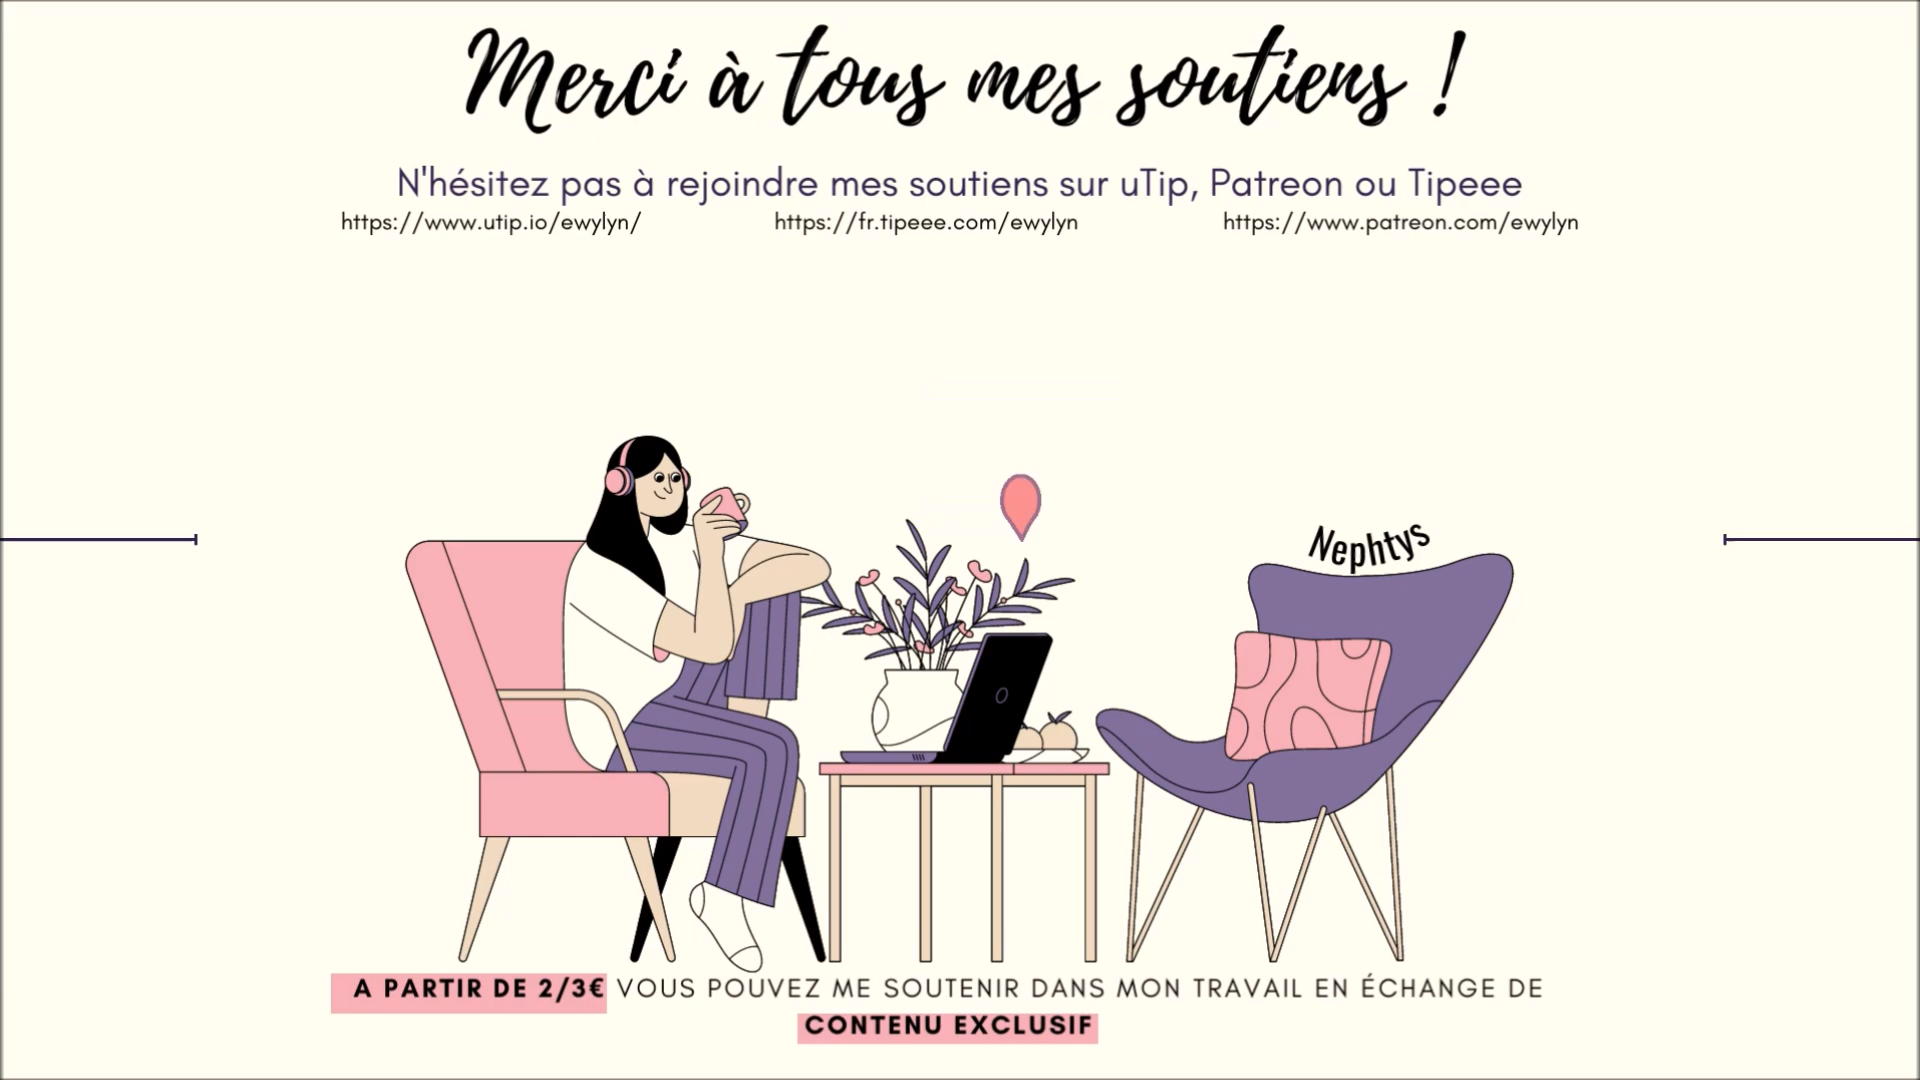 Merci à tous mes soutiens !
N'hésitez pas à rejoindre mes soutiens sur uTip, Patreon ou Tipeee
https://www.utip.io/ewylyn/ https://fr.tipeee.com/ewylyn https://www.patreon.com/ewylyn
Nephtys
A PARTIR DE 2/3€ VOUS POUVEZ ME SOUTENIR DANS MON TRAVAIL EN ÉCHANGE DE
CONTENU EXCLUSIF